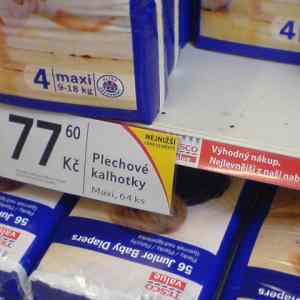 4 maxi
9-18 kg
77 60 Kč
NEJNIŽŠÍ
Plechové
kalhotky
Maxi, 64 ks
TESCO
Value
Výhodný nákup.
Nejlevnější z naší nab
56 Junior Baby Diapers
TESCO
Value
56 Junior Baby Diapers
TESCO